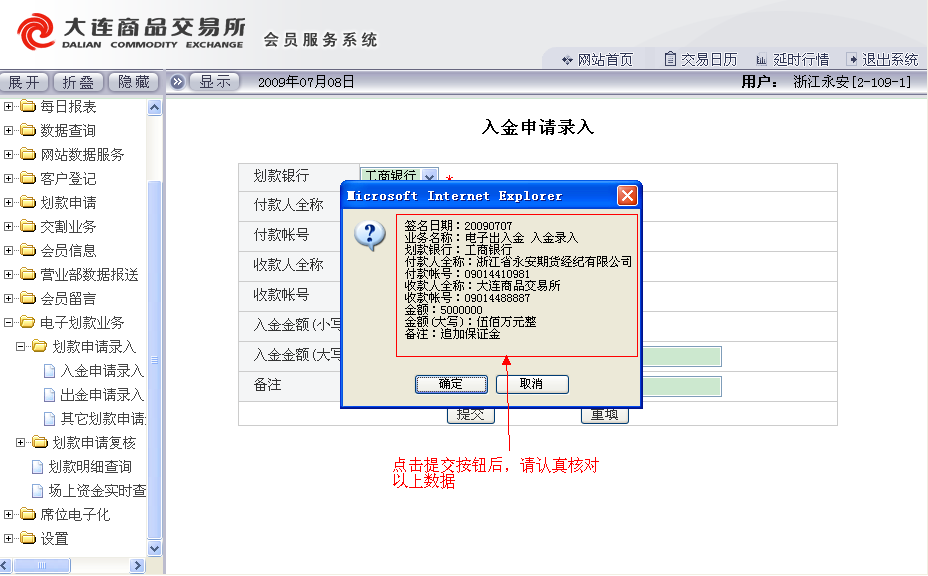 大连商品交易所
DALIAN COMMODITY EXCHANGE
会员服务系统
网站首页 交易日历 延时行情 退出系统
展开 折叠 隐藏 显示 2009年07月08日 用户： 浙江永安[2-109-1]
每日报表
数据查询
网站数据服务
客户登记
划款申请
交割业务
会员信息
营业部数据报送
会员留言
电子划款业务
划款申请录入
入金申请录入
出金申请录入
其它划款申请
划款申请复核
划款明细查询
场上资金实时查
席位电子化
设置
入金申请录入
划款银行 工商银行 *
付款人全称
付款帐号
收款人全称
收款帐号
入金金额(小写
入金金额(大写
备注
提交 重填
Microsoft Internet Explorer
签名日期：20090707
业务名称：电子出入金 入金录入
划款银行：工商银行
付款人全称：浙江省永安期货经纪有限公司
付款帐号：09014410981
收款人全称：大连商品交易所
收款帐号：09014488887
金额：5000000
金额(大写)：伍佰万元整
备注：追加保证金
确定 取消
点击提交按钮后，请认真核对
以上数据